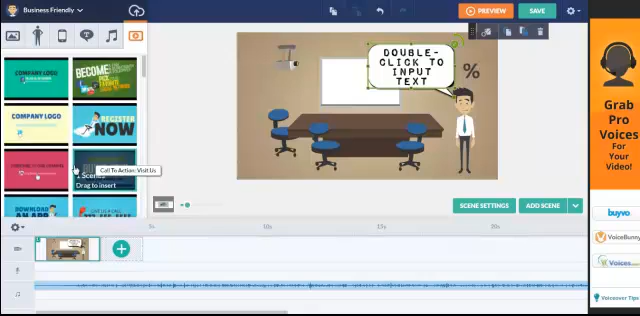 Business Friendly
PREVIEW
SAVE
COMPANY LOGO
BECOME
COMPANY LOGO
REGISTER
NOW
1 Scenes
Drag to insert
Call To Action: Visit Us
DOWNLOAD
AN APP
DOUBLE-
CLICK TO
INPUT
TEXT
%
SCENE SETTINGS
ADD SCENE
5s
10s
15s
20s
Grab
Pro
Voices
For
Your
Video!
buyvo
VoiceBunny
Voices
Voiceover Tips